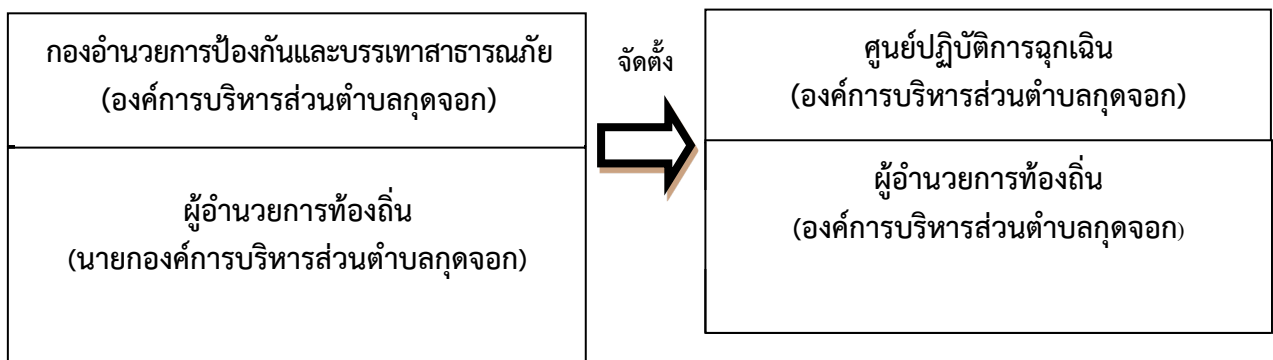 กองอำนวยการป้องกันและบรรเทาสาธารณภัย
(องค์การบริหารส่วนตำบลกุดจอก)
ผู้อำนวยการท้องถิ่น
(นายกองค์การบริหารส่วนตำบลกุดจอก)
จัดตั้ง
ศูนย์ปฏิบัติการฉุกเฉิน
(องค์การบริหารส่วนตำบลกุดจอก)
ผู้อำนวยการท้องถิ่น
(องค์การบริหารส่วนตำบลกุดจอก)